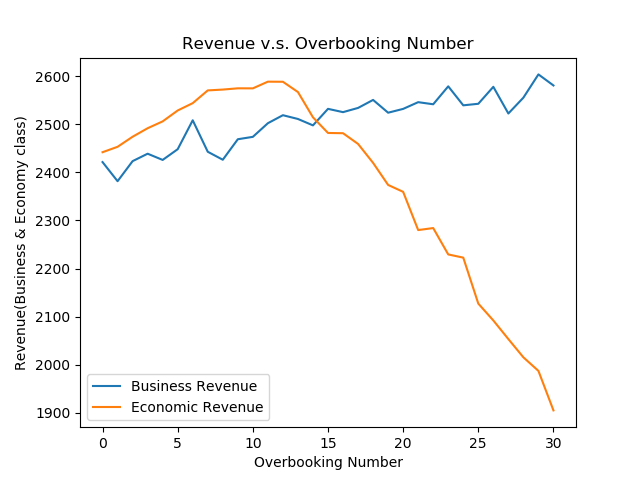 Revenue v.s. Overbooking Number
Revenue(Business & Economy class)
2600
2500
2400
2300
2200
2100
2000
1900
Business Revenue
Economic Revenue
0 5 10 15 20 25 30
Overbooking Number